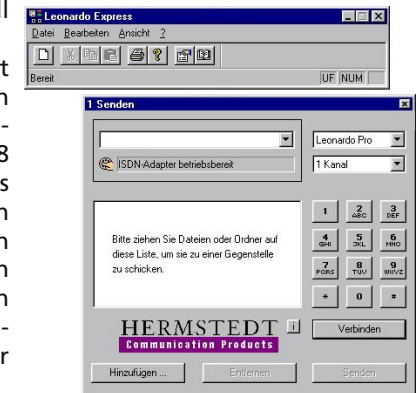 Leonardo Express
Datei Bearbeiten Ansicht ?
Bereit UF NUM
1 Senden
Leonardo Pro
ISDN-Adapter betriebsbereit
1 Kanal
Bitte ziehen Sie Dateien oder Ordner auf
diese Liste, um sie zu einer Gegenstelle
zu schicken.
1 2 3
ABC DEF
4 5 6
GHI JKL MNO
7 8 9
PQRS TUV WXYZ
* 0 #
HERMSTEDT i Verbinden
Communication Products
Hinzufügen ... Entfernen Senden